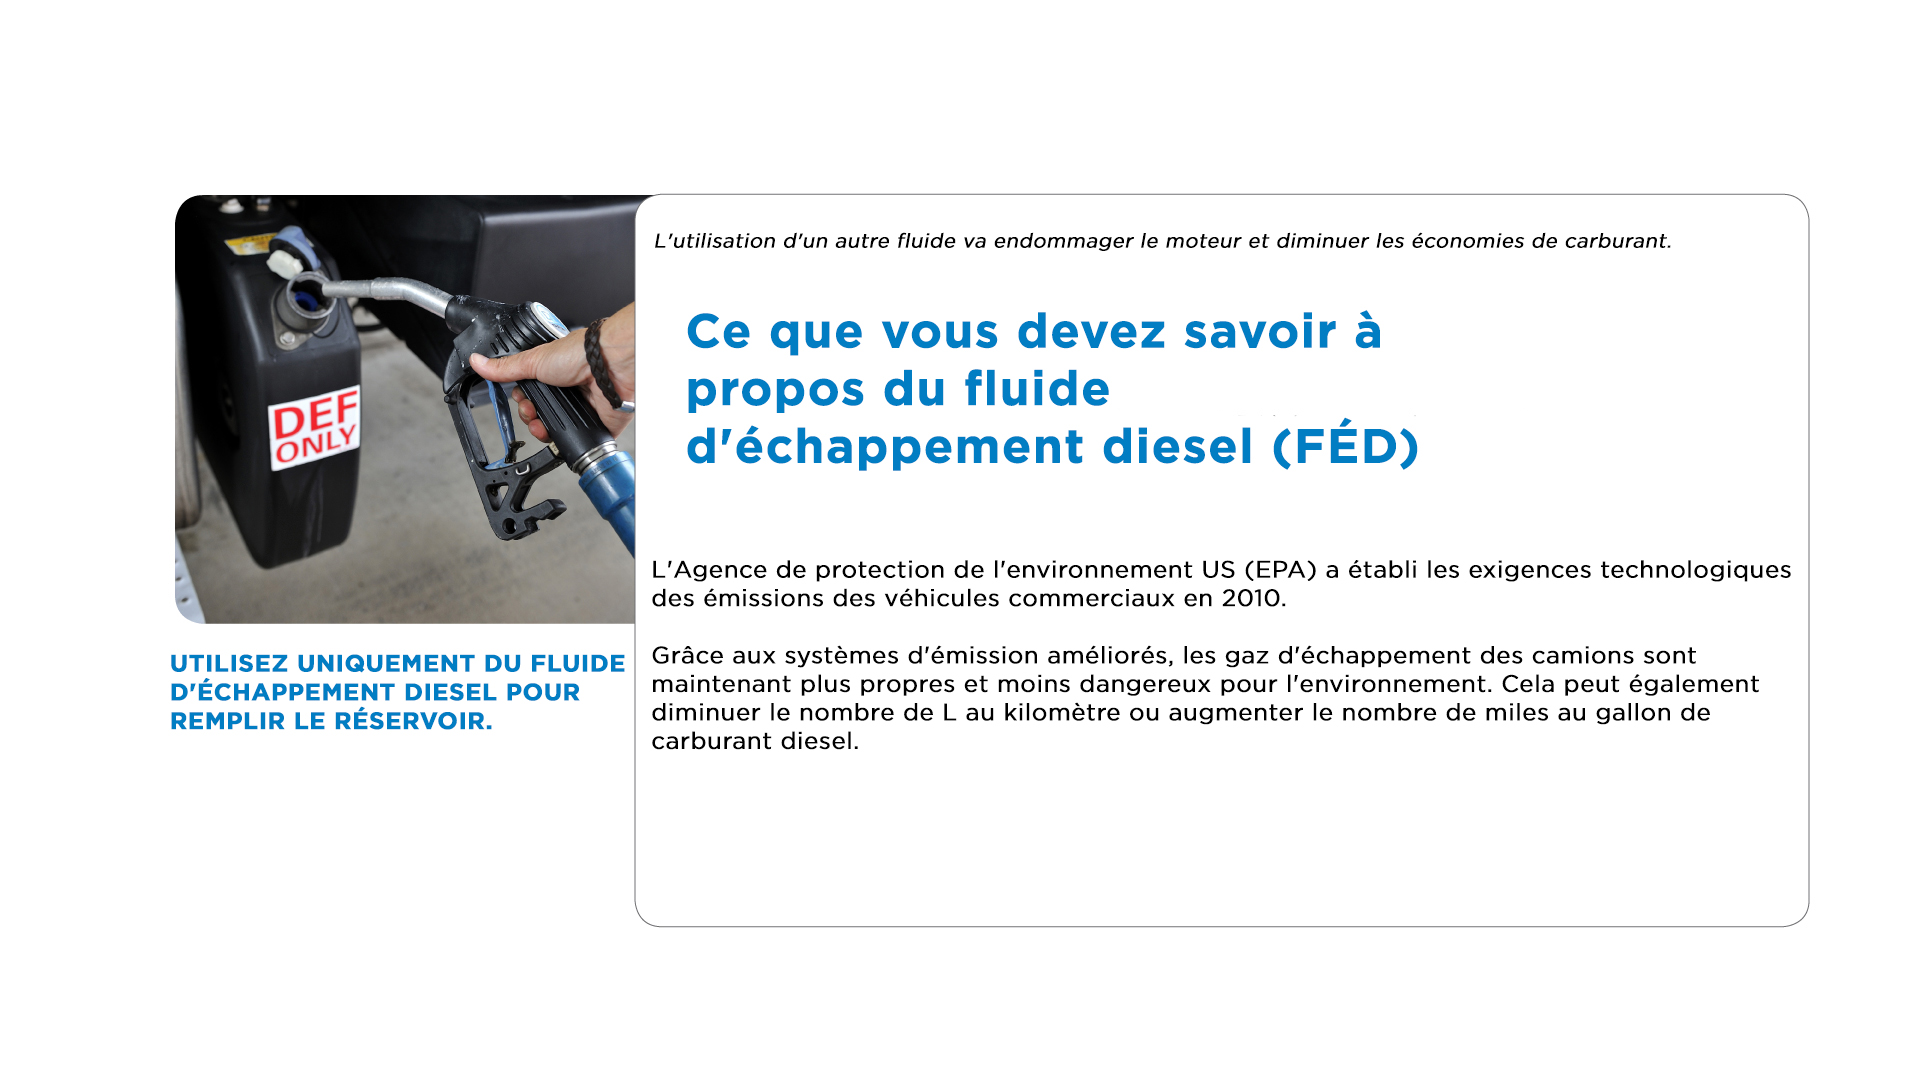 L'utilisation d'un autre fluide va endommager le moteur et diminuer les économies de carburant.
Ce que vous devez savoir à
propos du fluide
d'échappement diesel (FÉD)
DEF
ONLY
L'Agence de protection de l'environnement US (EPA) a établi les exigences technologiques
des émissions des véhicules commerciaux en 2010.
Grâce aux systèmes d'émission améliorés, les gaz d'échappement des camions sont
maintenant plus propres et moins dangereux pour l'environnement. Cela peut également
diminuer le nombre de L au kilomètre ou augmenter le nombre de miles au gallon de
carburant diesel.
UTILISEZ UNIQUEMENT DU FLUIDE
D'ÉCHAPPEMENT DIESEL POUR
REMPLIR LE RÉSERVOIR.